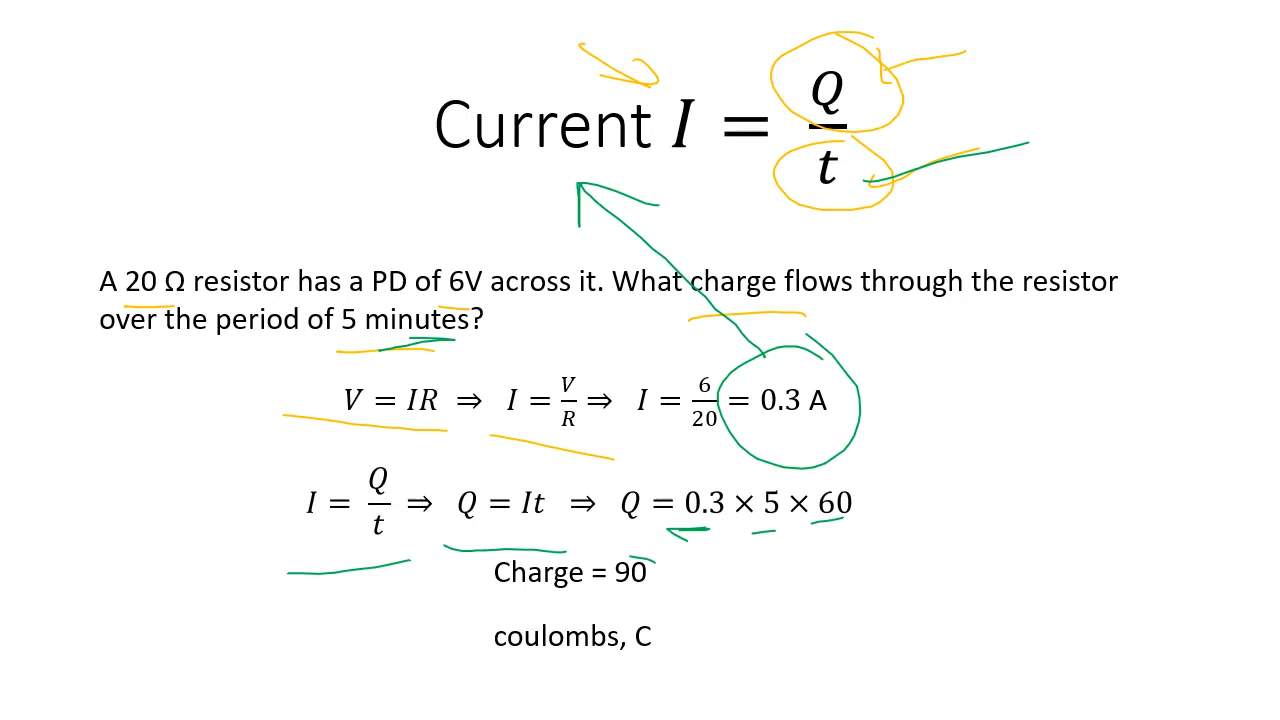 Current I = Q/t
A 20 Ω resistor has a PD of 6V across it. What charge flows through the resistor
over the period of 5 minutes?
V = IR ⇒ I = V/R ⇒ I = 6/20 = 0.3 A
I = Q/t ⇒ Q = It ⇒ Q = 0.3 × 5 × 60
Charge = 90
coulombs, C